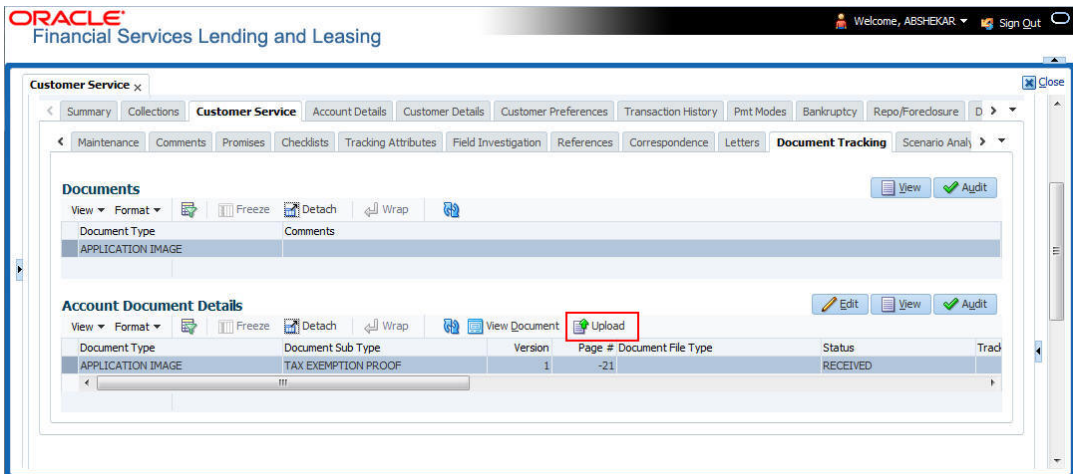 ORACLE
Welcome, ABSHEKAR Sign Out
Financial Services Lending and Leasing
Customer Service Close
Summary Collections Customer Service Account Details Customer Details Customer Preferences Transaction History Pmt Modes Bankruptcy Repo/Foreclosure D
Maintenance Comments Promises Checklists Tracking Attributes Field Investigation References Correspondence Letters Document Tracking Scenario Analy
Documents View Audit
View Format Freeze Detach Wrap
Document Type Comments
APPLICATION IMAGE
Account Document Details Edit View Audit
View Format Freeze Detach Wrap View Document Upload
Document Type Document Sub Type Version Page # Document File Type Status Track
APPLICATION IMAGE TAX EXEMPTION PROOF 1 -21 RECEIVED